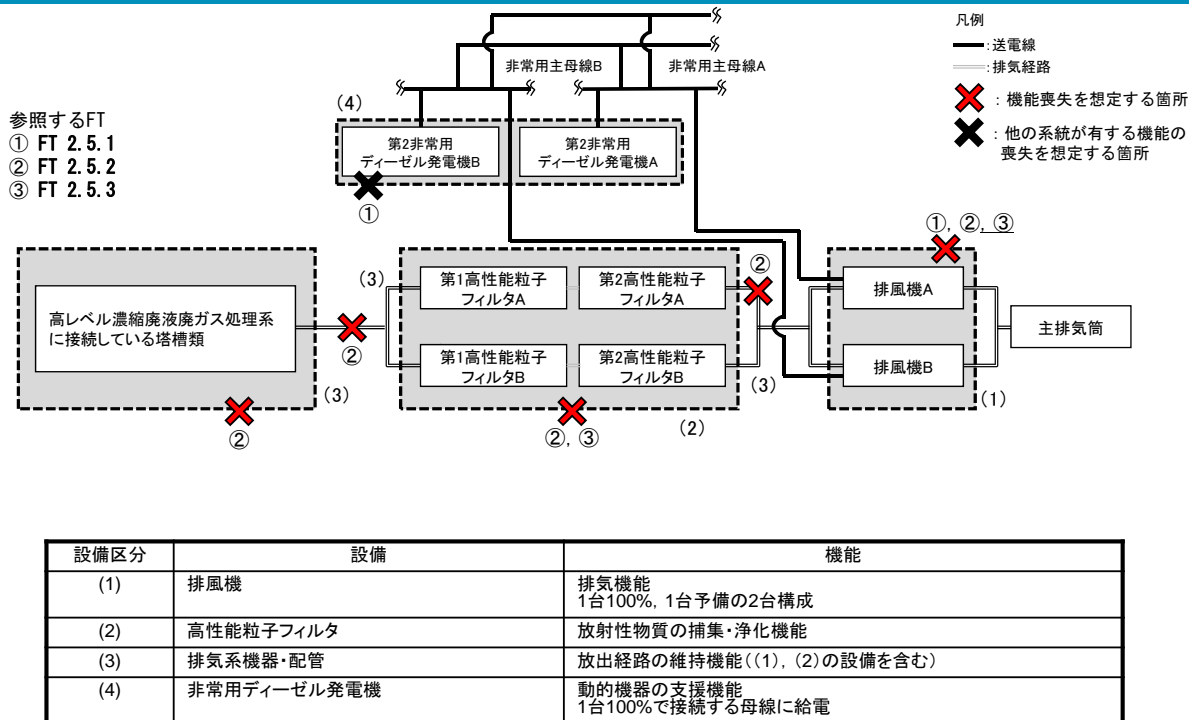 凡例
:送電線
:排気経路
:機能喪失を想定する箇所
:他の系統が有する機能の
喪失を想定する箇所
参照するFT
① FT 2.5.1
② FT 2.5.2
③ FT 2.5.3
非常用主母線B
非常用主母線A
(4)
第2非常用
ディーゼル発電機B
第2非常用
ディーゼル発電機A
①
①, ②, ③
高レベル濃縮廃液廃ガス処理系
に接続している塔槽類
(3)
②
②
(3)
第1高性能粒子
フィルタA
第2高性能粒子
フィルタA
第1高性能粒子
フィルタB
第2高性能粒子
フィルタB
②
(3)
②, ③
(2)
排風機A
排風機B
(1)
主排気筒
設備区分 設備 機能
(1) 排風機 排気機能
1台100%, 1台予備の2台構成
(2) 高性能粒子フィルタ 放射性物質の捕集・浄化機能
(3) 排気系機器・配管 放出経路の維持機能((1), (2)の設備を含む)
(4) 非常用ディーゼル発電機 動的機器の支援機能
1台100%で接続する母線に給電